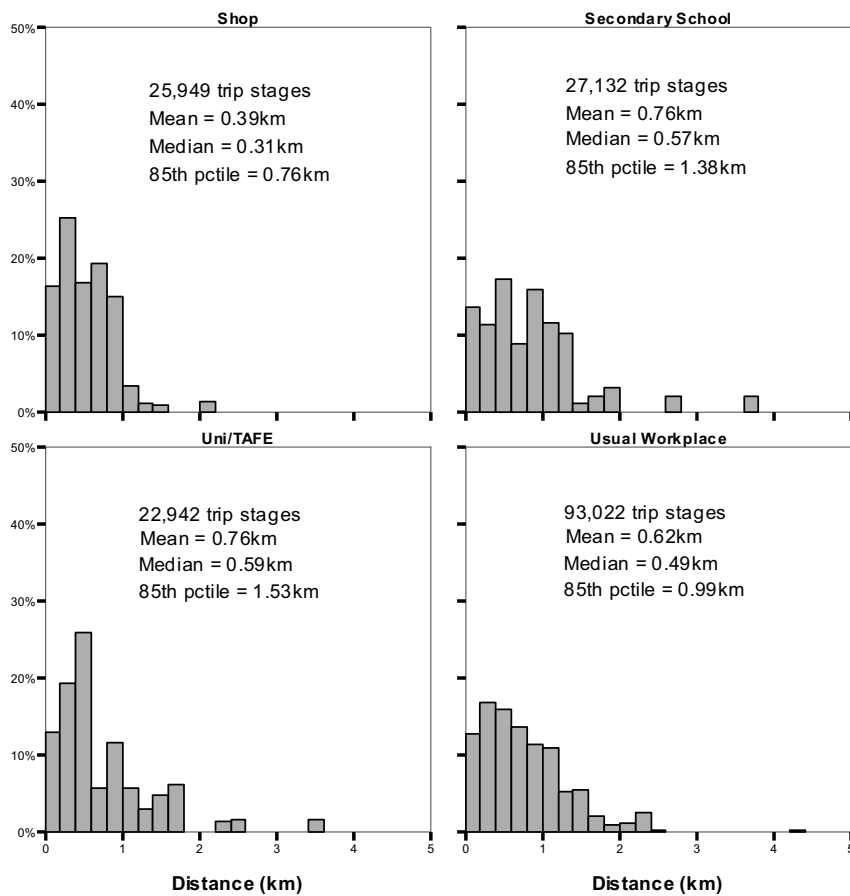 Shop
50%
40%
30%
20%
10%
0%
25,949 trip stages
Mean = 0.39km
Median = 0.31km
85th pctile = 0.76km
Secondary School
27,132 trip stages
Mean = 0.76km
Median = 0.57km
85th pctile = 1.38km
Uni/TAFE
50%
40%
30%
20%
10%
0%
22,942 trip stages
Mean = 0.76km
Median = 0.59km
85th pctile = 1.53km
0 1 2 3 4 5
Distance (km)
Usual Workplace
93,022 trip stages
Mean = 0.62km
Median = 0.49km
85th pctile = 0.99km
0 1 2 3 4 5
Distance (km)